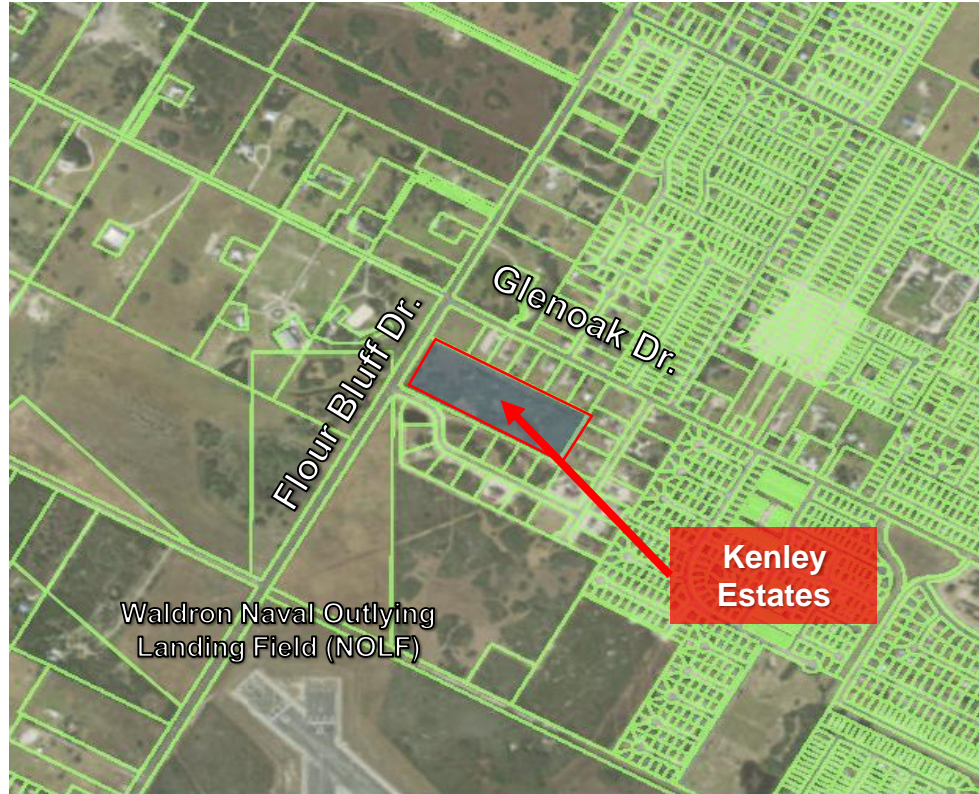 Glenoak Dr.
Flour Bluff Dr.
Kenley
Estates
Waldron Naval Outlying
Landing Field (NOLF)